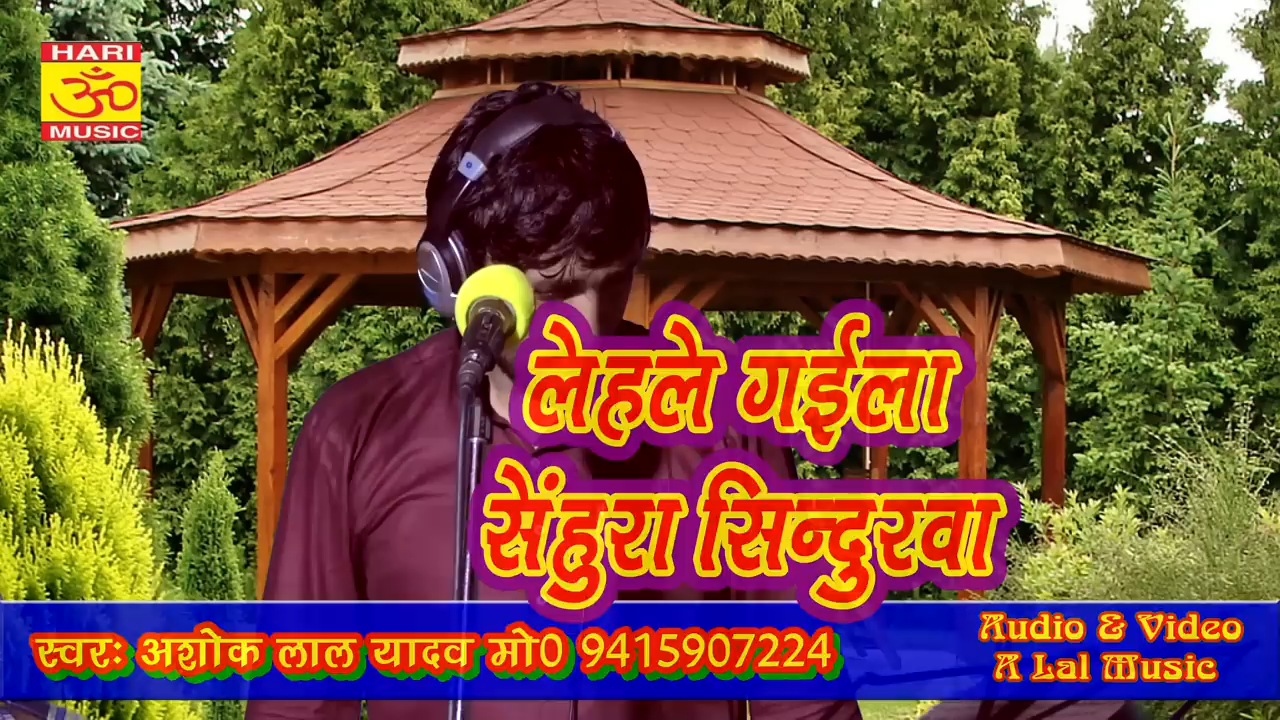 HARI
ॐ
MUSIC
लेहले गईला
सेंहुरा सिन्दुरवा
स्वरः अशोक लाल यादव मो0 9415907224
Audio & Video
A Lal Music